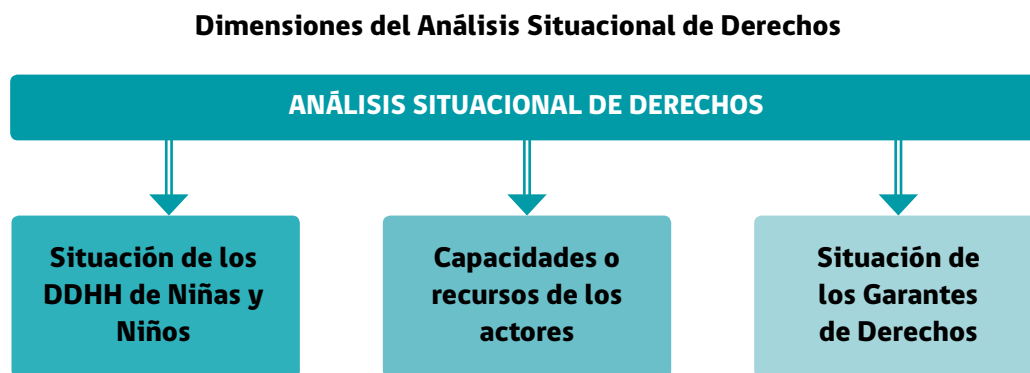 Dimensiones del Análisis Situacional de Derechos
ANÁLISIS SITUACIONAL DE DERECHOS
Situación de los
DDHH de Niñas y
Niños
Capacidades o
recursos de los
actores
Situación de
los Garantes
de Derechos